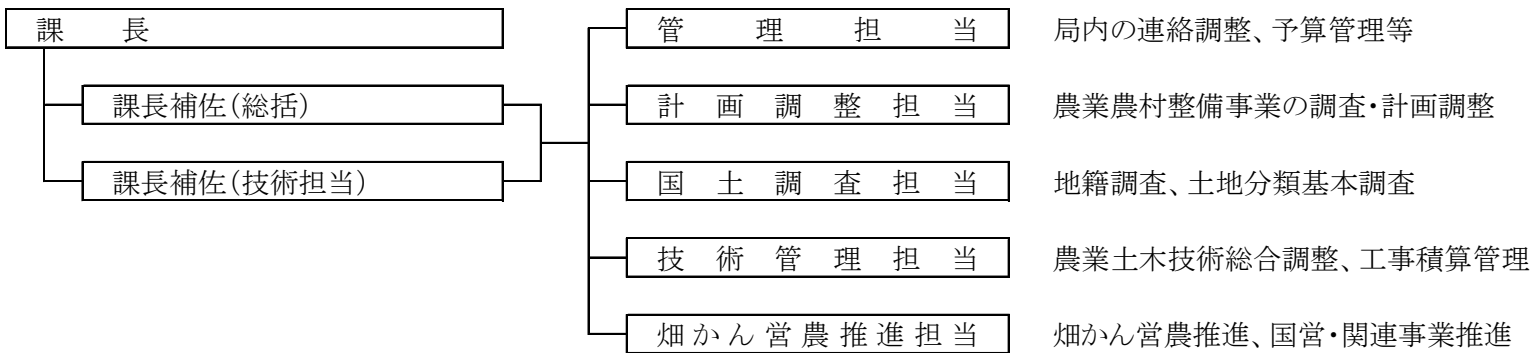 課長
管理担当 局内の連絡調整、予算管理等
課長補佐(総括)
計画調整担当 農業農村整備事業の調査・計画調整
課長補佐(技術担当)
国土調査担当 地籍調査、土地分類基本調査
技術管理担当 農業土木技術総合調整、工事積算管理
畑かん営農推進担当 畑かん営農推進、国営・関連事業推進